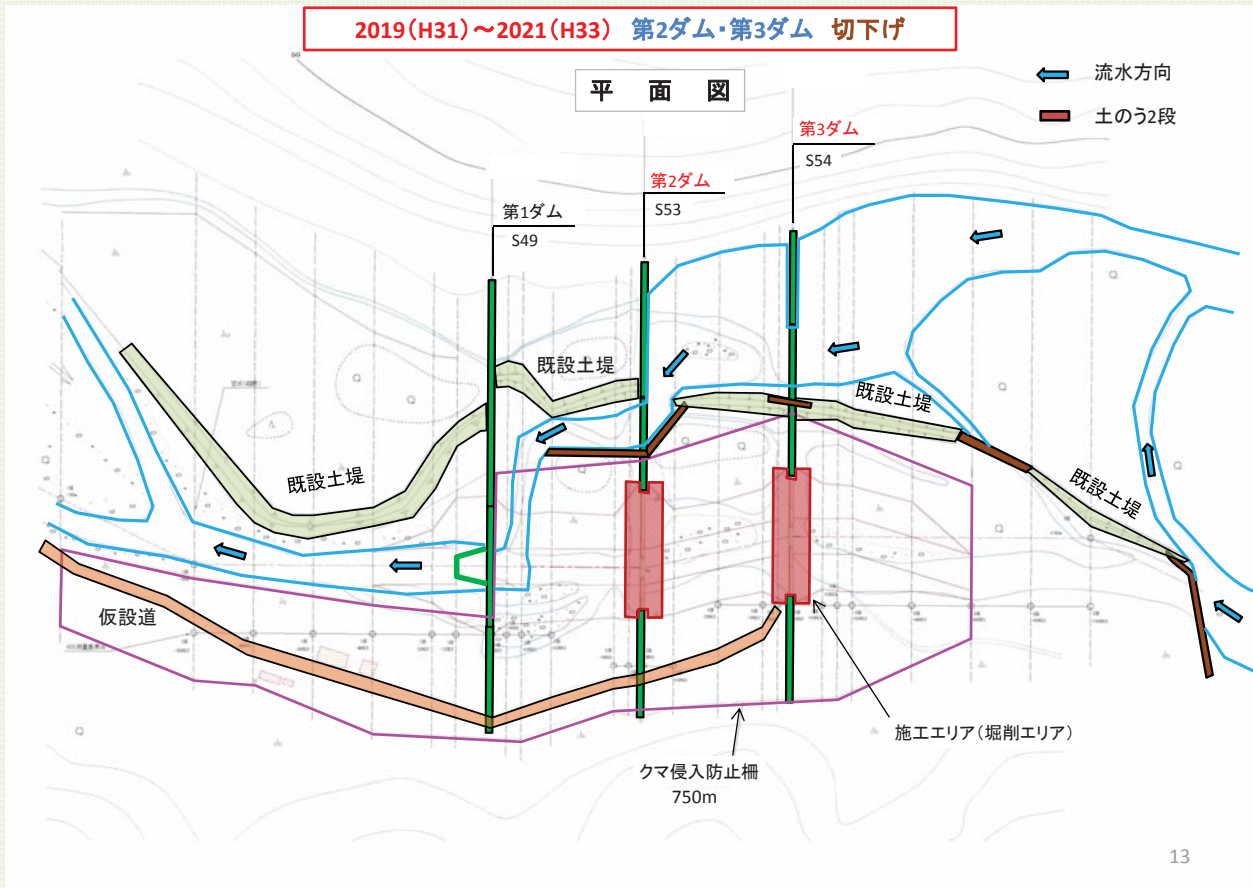 2019(H31)～2021(H33) 第2ダム・第3ダム 切下げ
平 面 図
流水方向
土のう2段
第3ダム
S54
第2ダム
S53
第1ダム
S49
既設土堤
既設土堤
既設土堤
既設土堤
仮設道
施工エリア(堀削エリア)
クマ侵入防止柵
750m
13